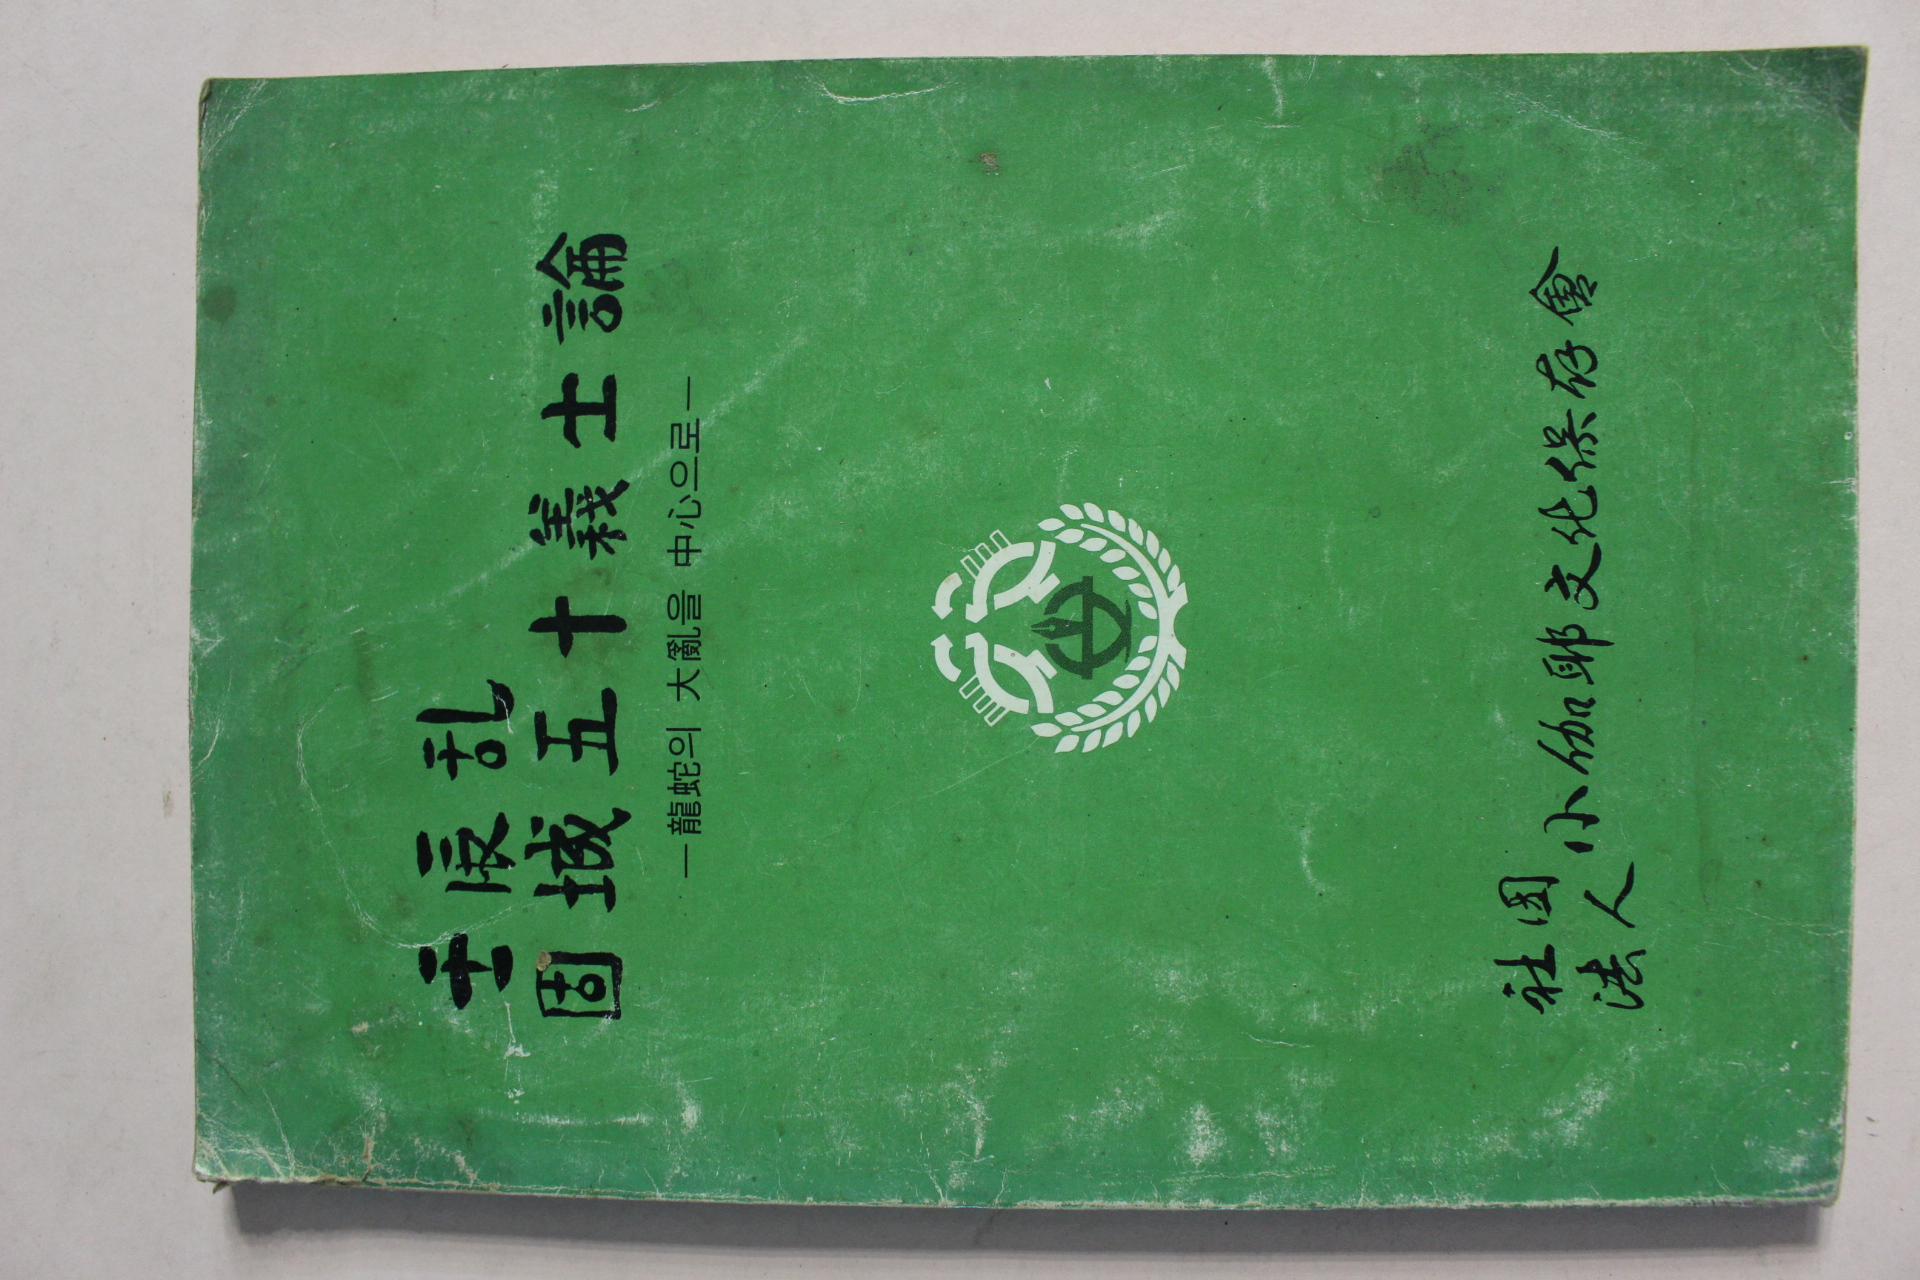 壬辰乱
固城五十義士論
─龍蛇의 大亂을 中心으로─
社団
法人
小伽耶文化保存會